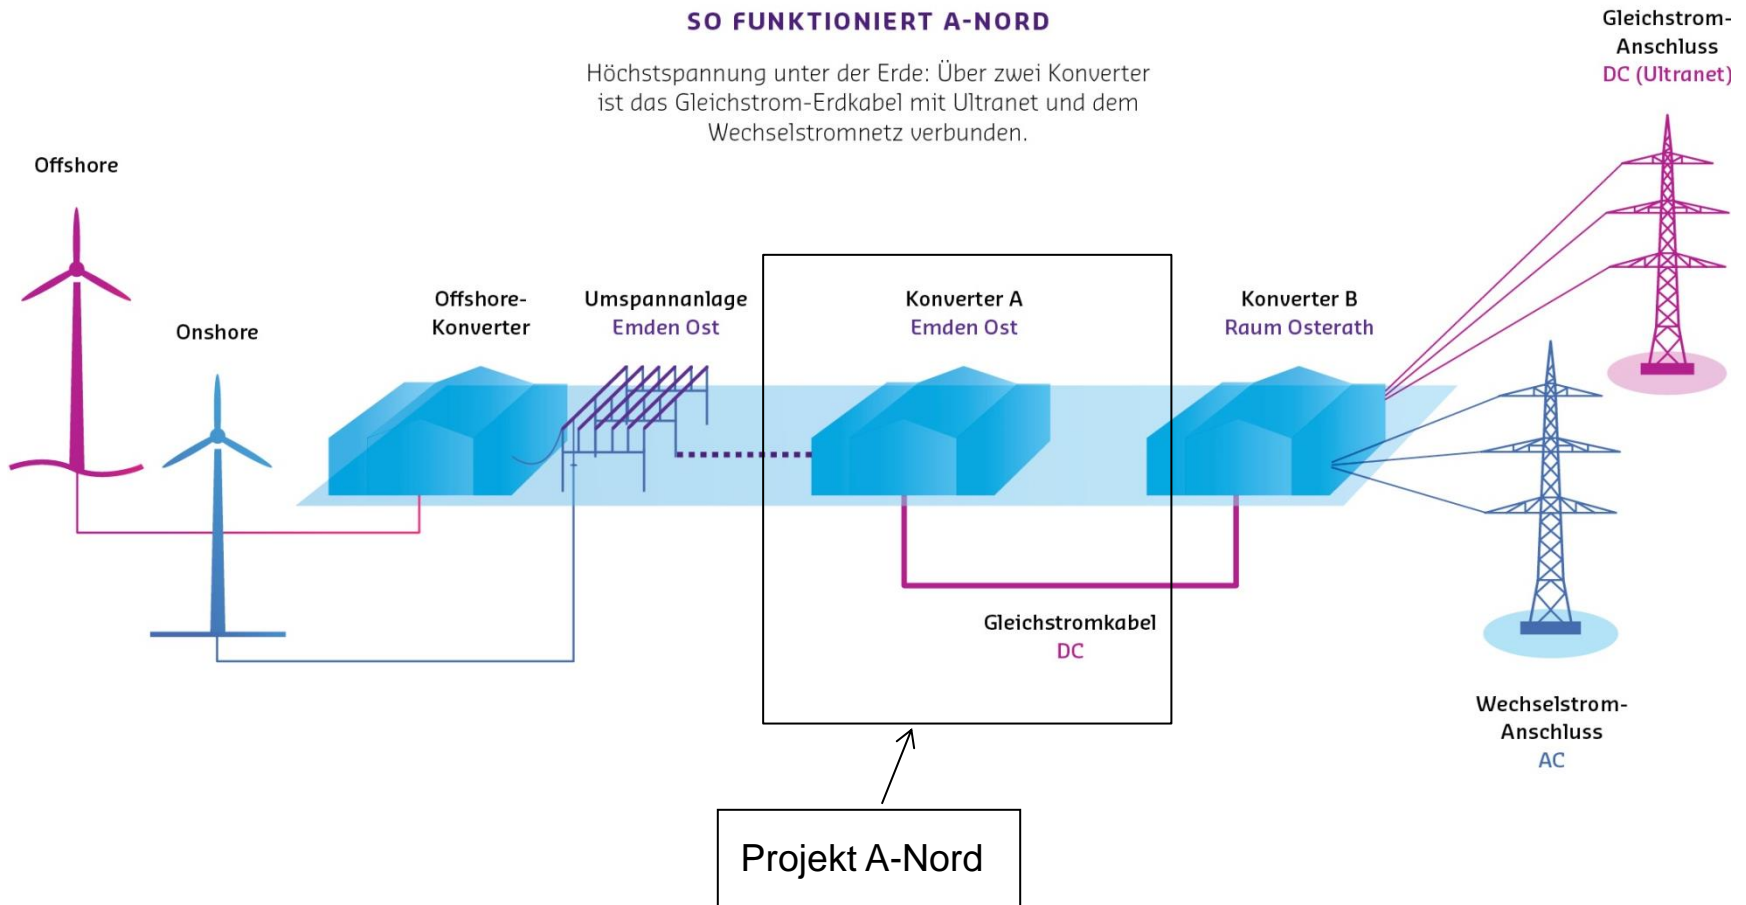 SO FUNKTIONIERT A-NORD
Höchstspannung unter der Erde: Über zwei Konverter
ist das Gleichstrom-Erdkabel mit Ultranet und dem
Wechselstromnetz verbunden.
Gleichstrom-
Anschluss
DC (Ultranet)
Offshore
Onshore
Offshore-
Konverter
Umspannanlage
Emden Ost
Konverter A
Emden Ost
Konverter B
Raum Osterath
Gleichstromkabel
DC
Wechselstrom-
Anschluss
AC
Projekt A-Nord